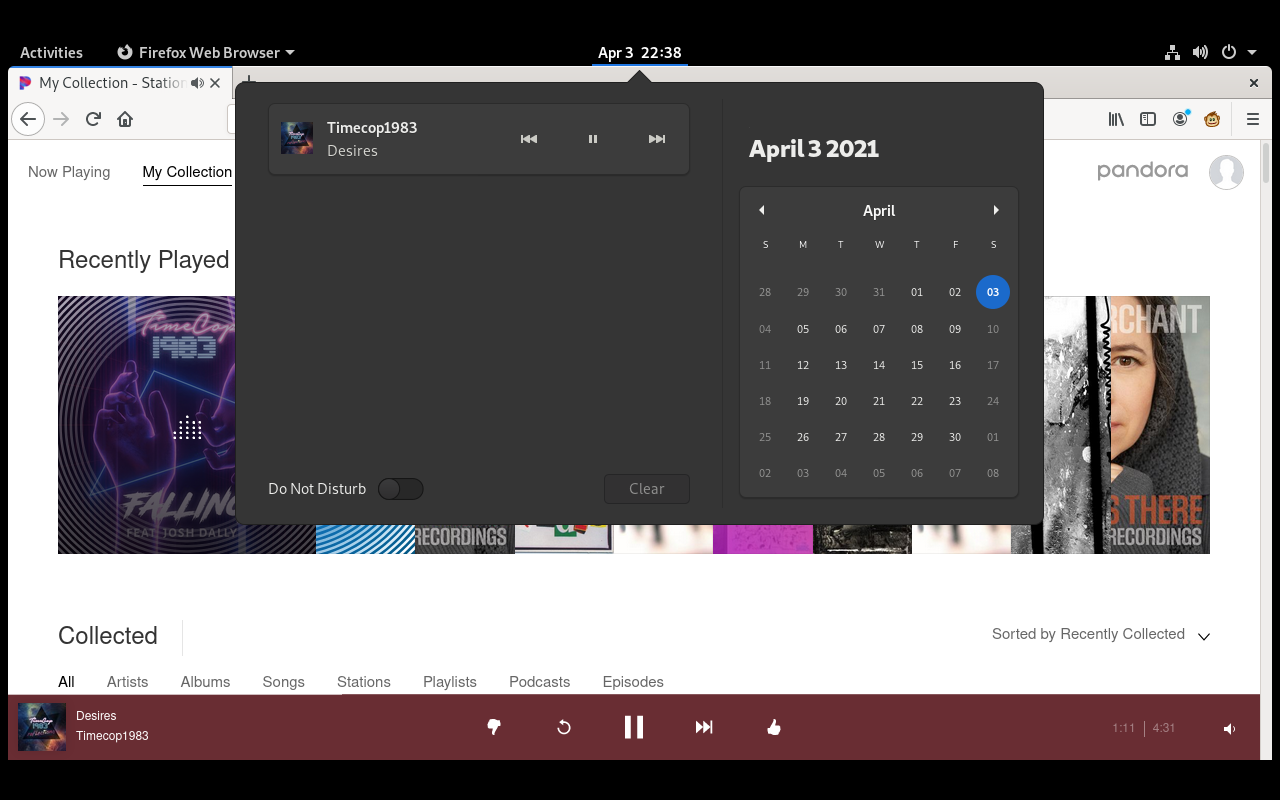 Activities
Firefox Web Browser
Apr 3 22:38
My Collection - Station
Timecop1983
Desires
April 3 2021
April
S M T W T F S
28 29 30 31 01 02 03
04 05 06 07 08 09 10
11 12 13 14 15 16 17
18 19 20 21 22 23 24
25 26 27 28 29 30 01
02 03 04 05 06 07 08
Do Not Disturb
Clear
Now Playing
My Collection
pandora
Recently Played
TimeCop
1983
FALLING
FEAT. JOSH DALLY
RECORDINGS
RCHANT
S THERE
RECORDINGS
Collected
Sorted by Recently Collected
All Artists Albums Songs Stations Playlists Podcasts Episodes
TimeCop
1983
Desires
Timecop1983
1:11 4:31